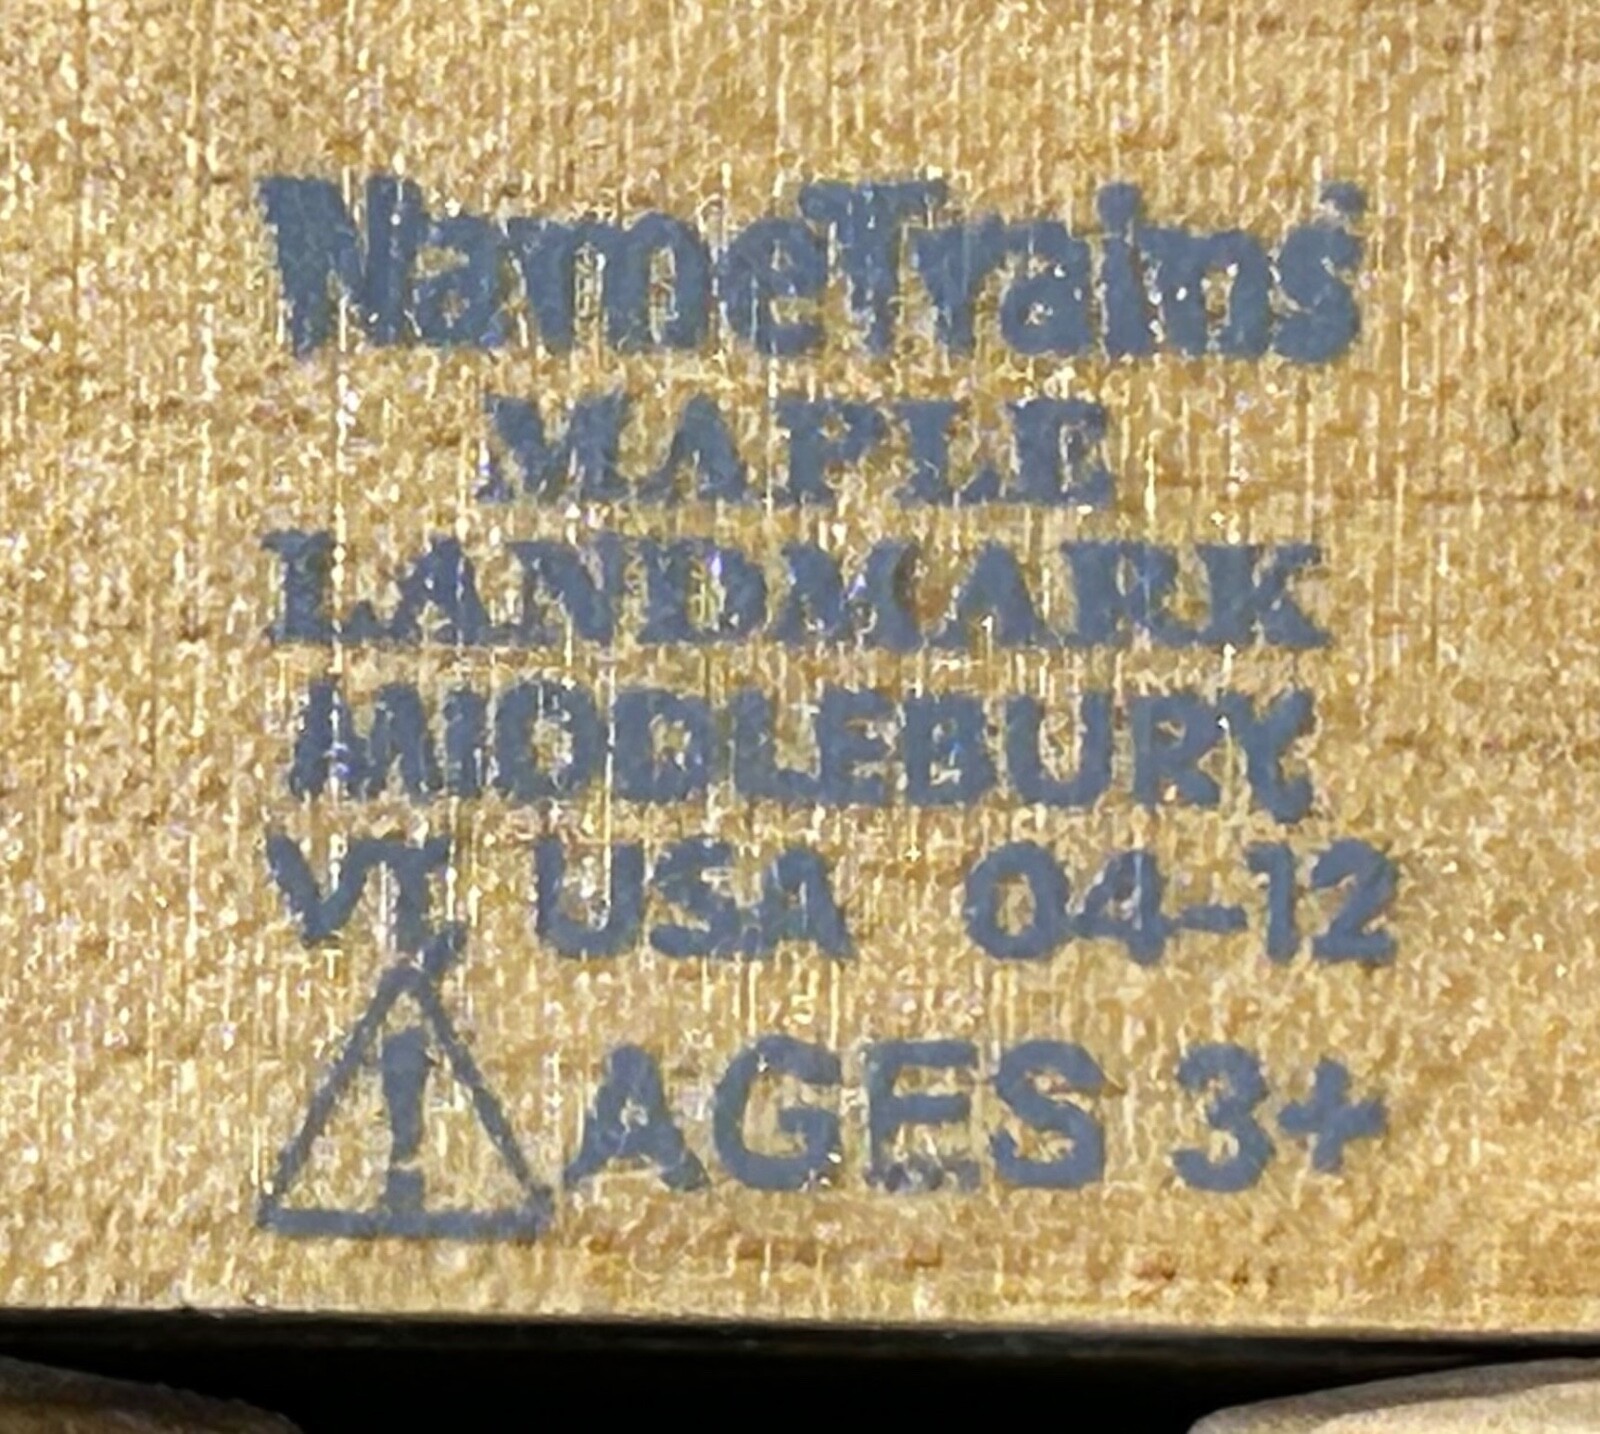 NameTrains
MAPLE
LANDMARK
MIDDLEBURY
VT, USA 04-12
AGES 3+